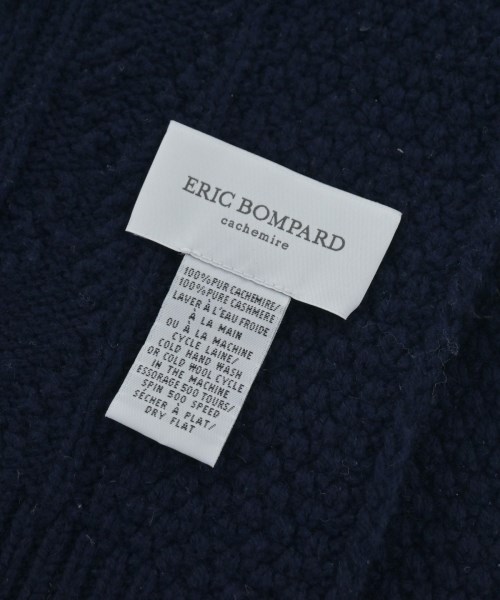 ERIC BOMPARD
cachemire
100% PUR CACHEMIRE/
100% PURE CASHMERE
LAVER À L'EAU FROIDE
À LA MAIN
OU À LA MACHINE
CYCLE LAINE/
COLD HAND WASH
OR COLD WOOL CYCLE
IN THE MACHINE
ESSORAGE 500 TOURS/
SPIN 500 SPEED
SÉCHER À PLAT/
DRY FLAT